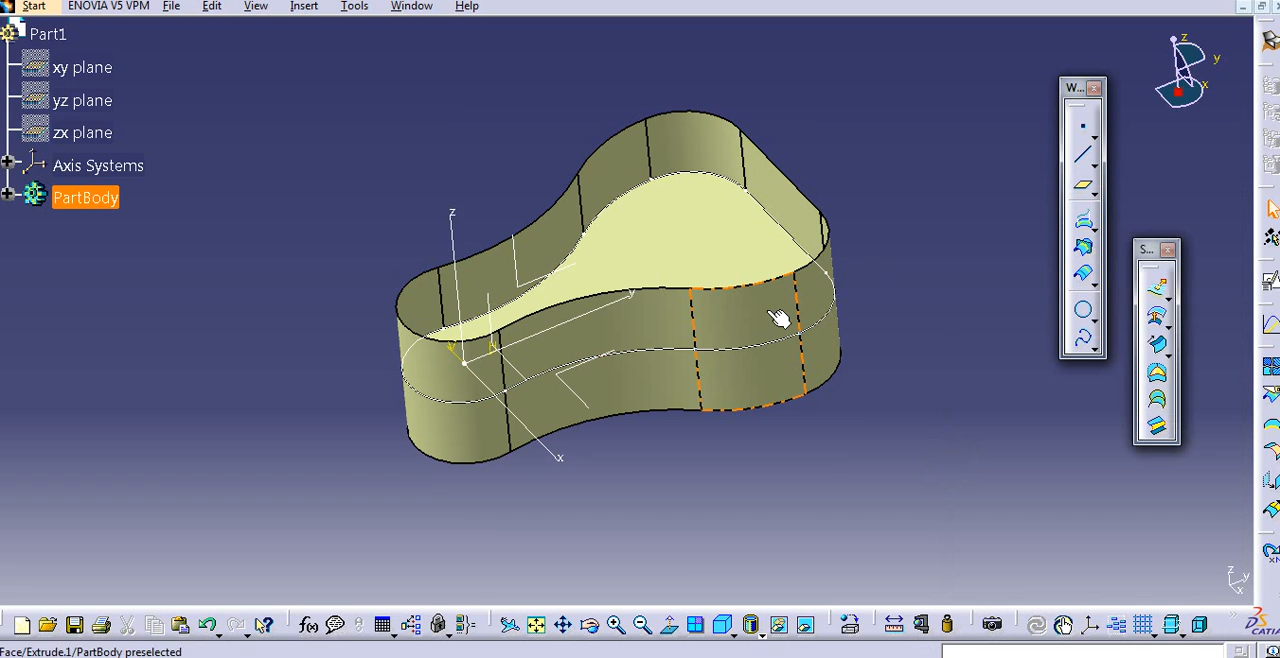 Start ENOVIA V5 VPM File Edit View Insert Tools Window Help
Part1
xy plane
yz plane
zx plane
Axis Systems
PartBody
W...
S...
z
y
x
z
y
x
z
y
x
f(x)
CATIA
Face/Extrude.1/PartBody preselected